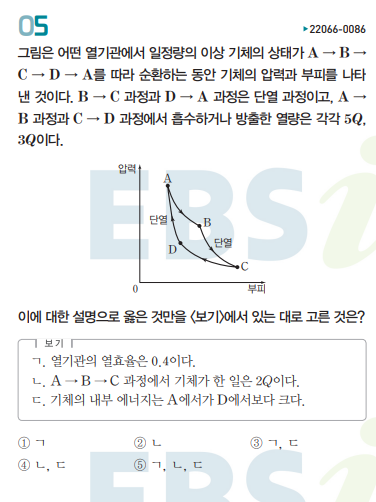 05
▶22066-0086
그림은 어떤 열기관에서 일정량의 이상 기체의 상태가 A → B →
C → D → A를 따라 순환하는 동안 기체의 압력과 부피를 나타
낸 것이다. B → C 과정과 D → A 과정은 단열 과정이고, A →
B 과정과 C → D 과정에서 흡수하거나 방출한 열량은 각각 5Q,
3Q이다.
압력
A
단열
B
단열
D
C
0
부피
EBSi
이에 대한 설명으로 옳은 것만을 <보기>에서 있는 대로 고른 것은?
보기
ㄱ. 열기관의 열효율은 0.4이다.
ㄴ. A → B → C 과정에서 기체가 한 일은 2Q이다.
ㄷ. 기체의 내부 에너지는 A에서가 D에서보다 크다.
① ㄱ ② ㄴ ③ ㄱ, ㄷ
④ ㄴ, ㄷ ⑤ ㄱ, ㄴ, ㄷ
EBSi